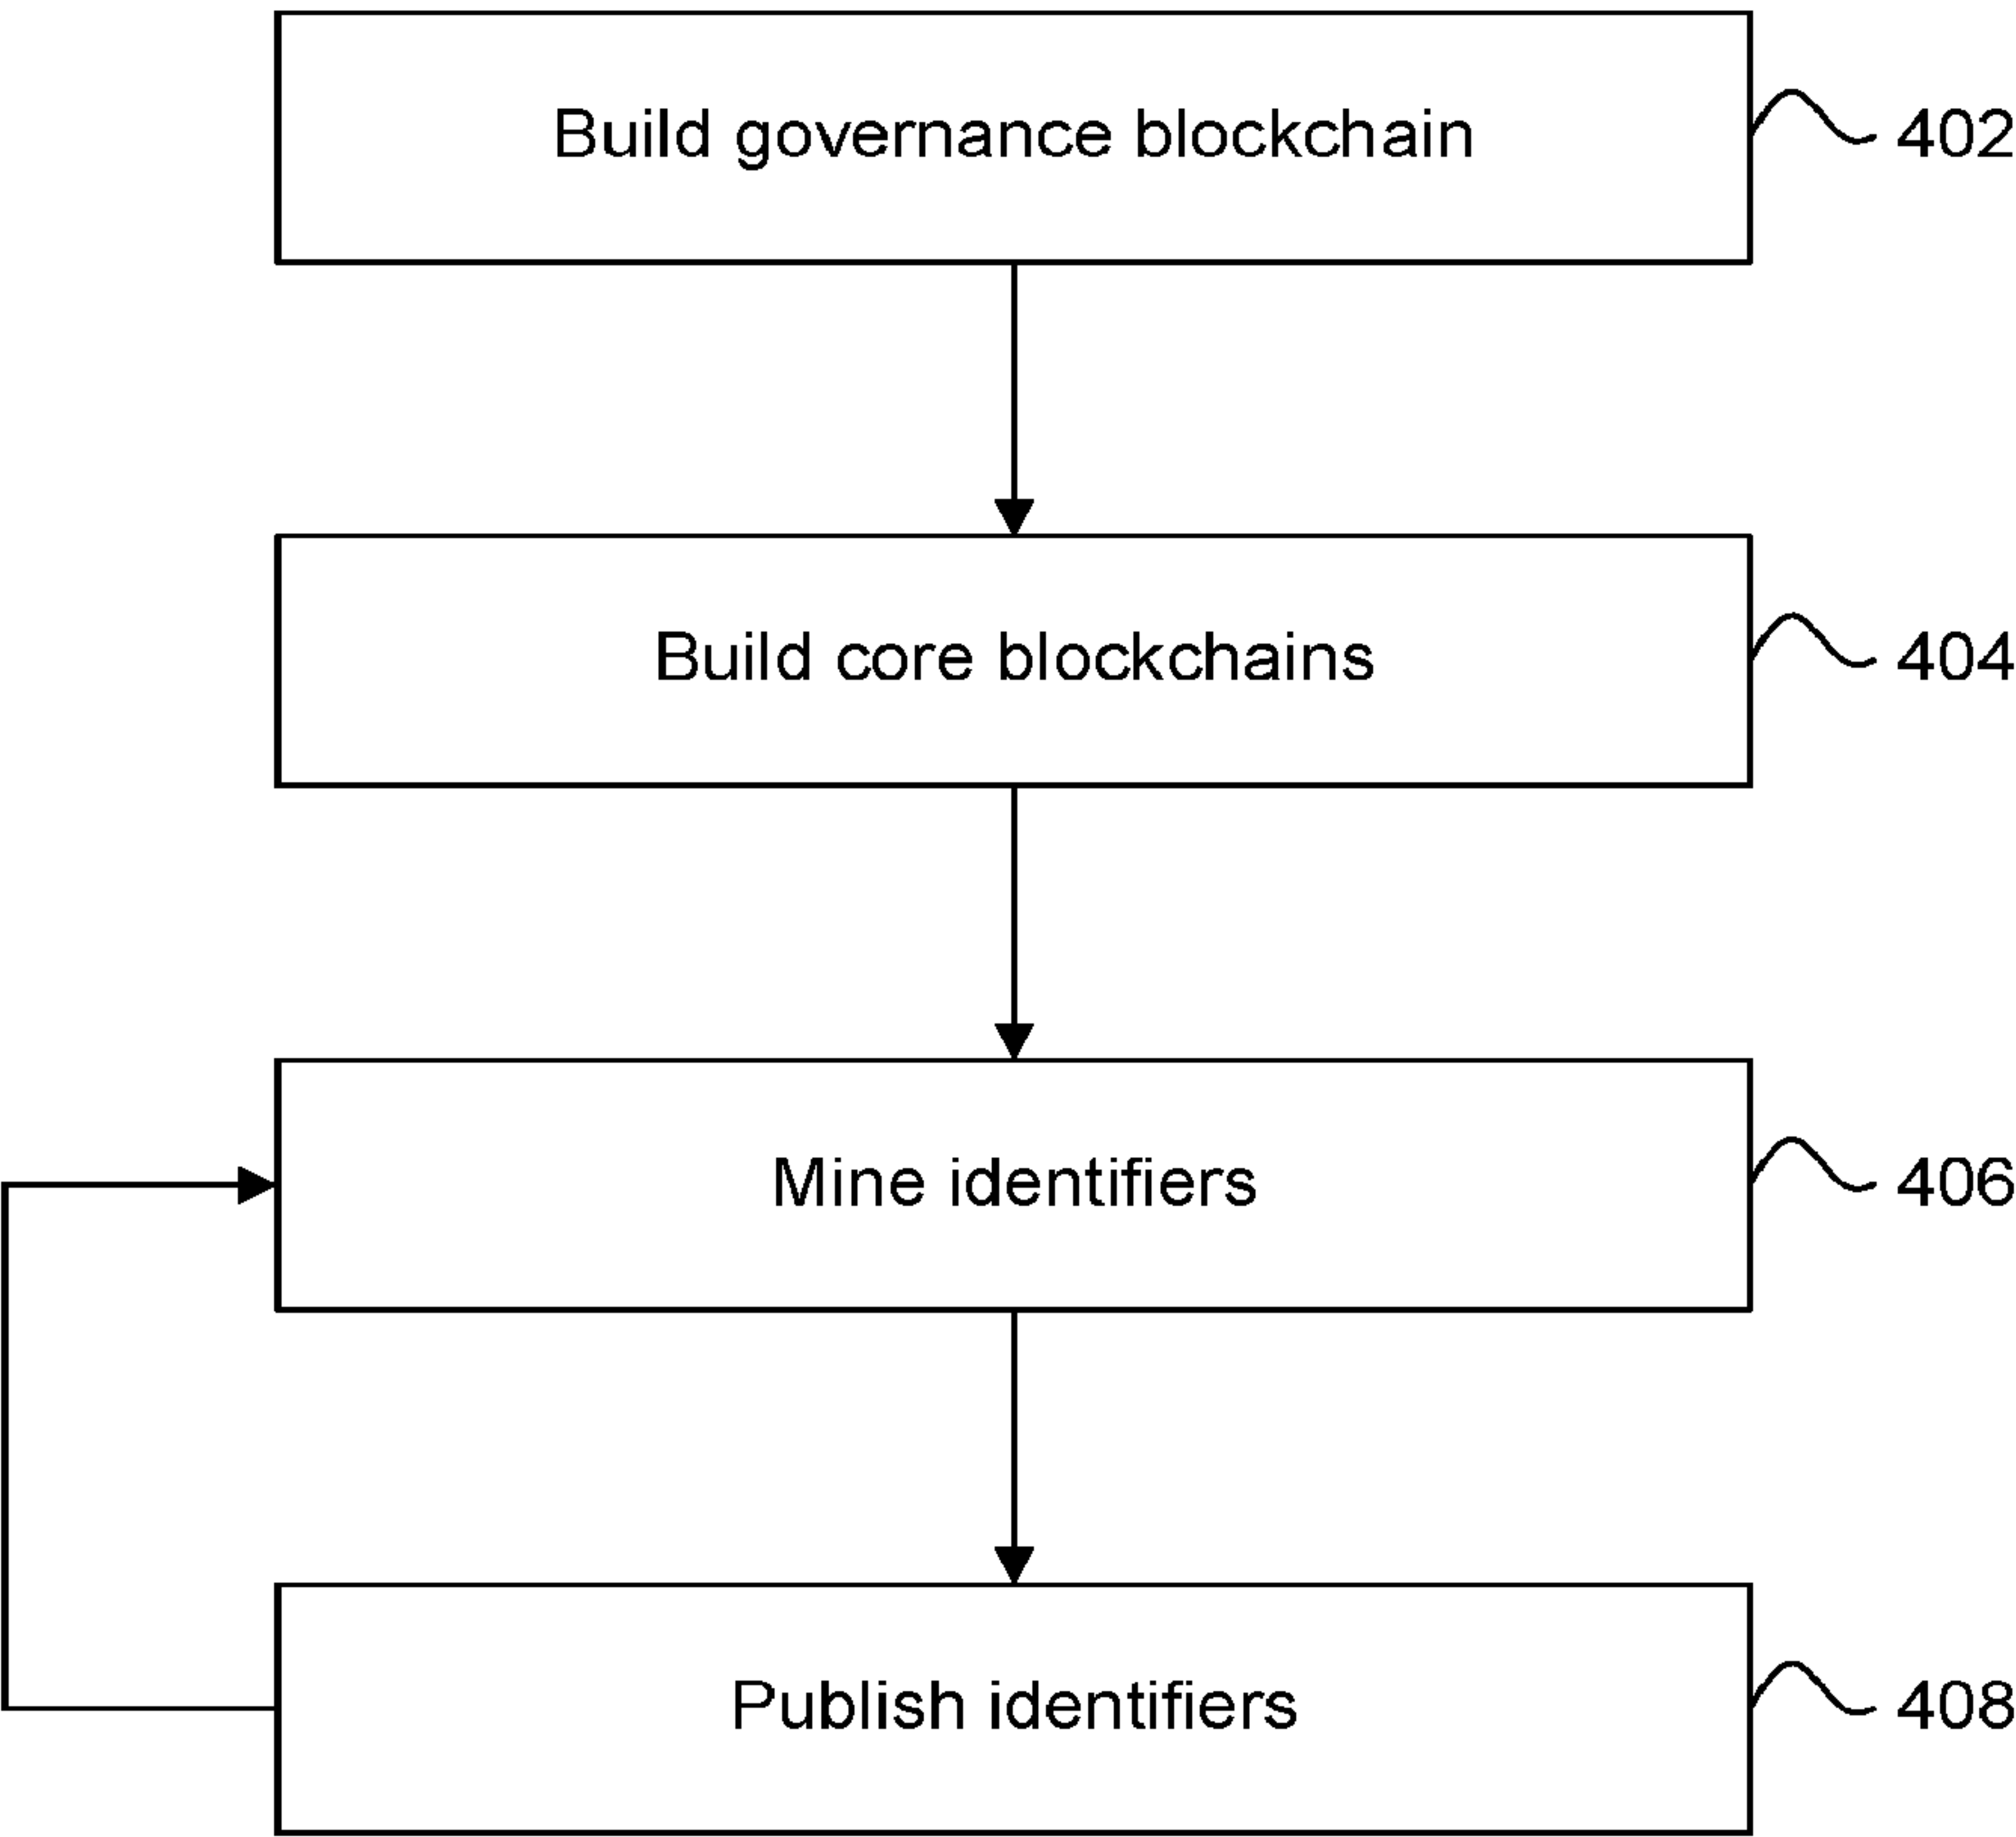 Build governance blockchain
402
Build core blockchains
404
Mine identifiers
406
Publish identifiers
408